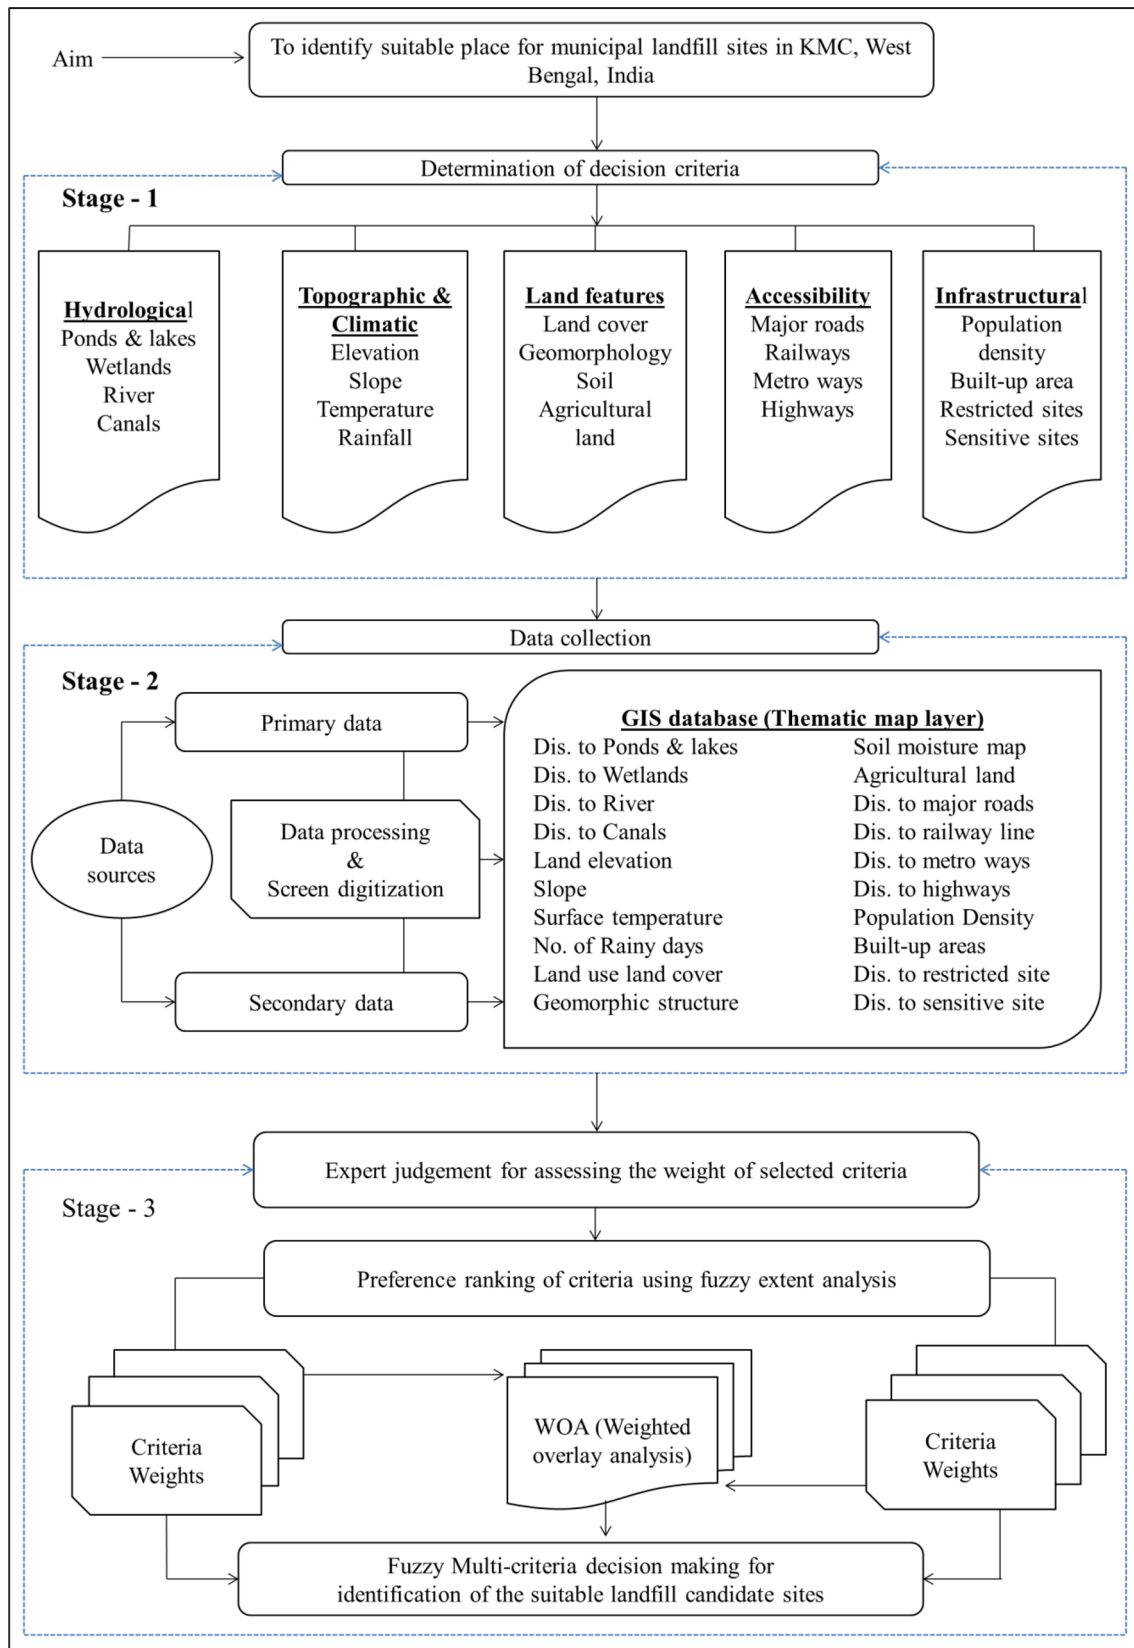 Aim
To identify suitable place for municipal landfill sites in KMC, West
Bengal, India
Determination of decision criteria
Stage - 1
Hydrological
Ponds & lakes
Wetlands
River
Canals
Topographic &
Climatic
Elevation
Slope
Temperature
Rainfall
Land features
Land cover
Geomorphology
Soil
Agricultural
land
Accessibility
Major roads
Railways
Metro ways
Highways
Infrastructural
Population
density
Built-up area
Restricted sites
Sensitive sites
Data collection
Stage - 2
Primary data
Data
sources
Data processing
&
Screen digitization
Secondary data
GIS database (Thematic map layer)
Dis. to Ponds & lakes
Dis. to Wetlands
Dis. to River
Dis. to Canals
Land elevation
Slope
Surface temperature
No. of Rainy days
Land use land cover
Geomorphic structure
Soil moisture map
Agricultural land
Dis. to major roads
Dis. to railway line
Dis. to metro ways
Dis. to highways
Population Density
Built-up areas
Dis. to restricted site
Dis. to sensitive site
Expert judgement for assessing the weight of selected criteria
Stage - 3
Preference ranking of criteria using fuzzy extent analysis
Criteria
Weights
WOA (Weighted
overlay analysis)
Criteria
Weights
Fuzzy Multi-criteria decision making for
identification of the suitable landfill candidate sites